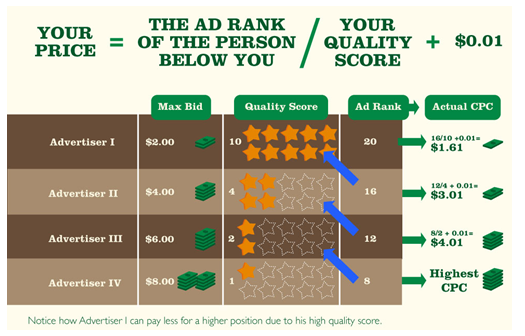 YOUR PRICE = THE AD RANK OF THE PERSON BELOW YOU / YOUR QUALITY SCORE + $0.01
Max Bid Quality Score Ad Rank Actual CPC
Advertiser I $2.00 10 20 16/10 +0.01= $1.61
Advertiser II $4.00 4 16 12/4 + 0.01= $3.01
Advertiser III $6.00 2 12 8/2 + 0.01= $4.01
Advertiser IV $8.00 1 8 Highest CPC
Notice how Advertiser I can pay less for a higher position due to his high quality score.